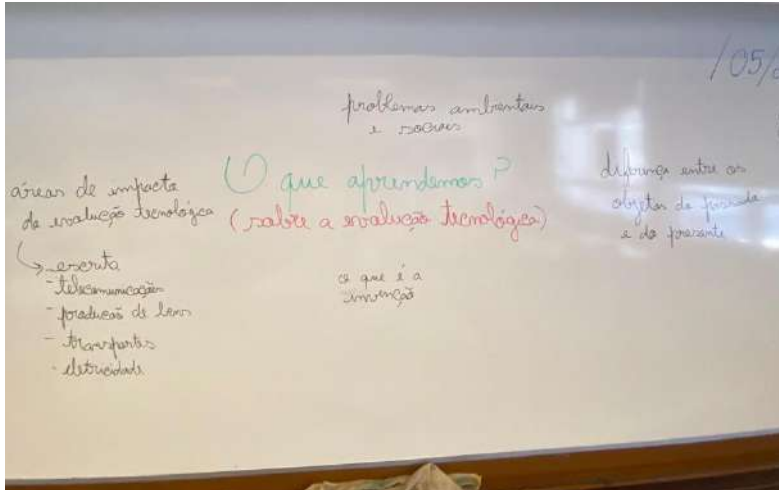 /05/
problemas ambientais
e sociais
O que aprendemos?
(sobre a evolução tecnológica)
áreas de impacto
da evolução tecnológica
escrita
- telecomunicações
- produção de bens
- transportes
- eletricidade
o que é a
invenção
diferença entre os
objetos do passado
e do presente